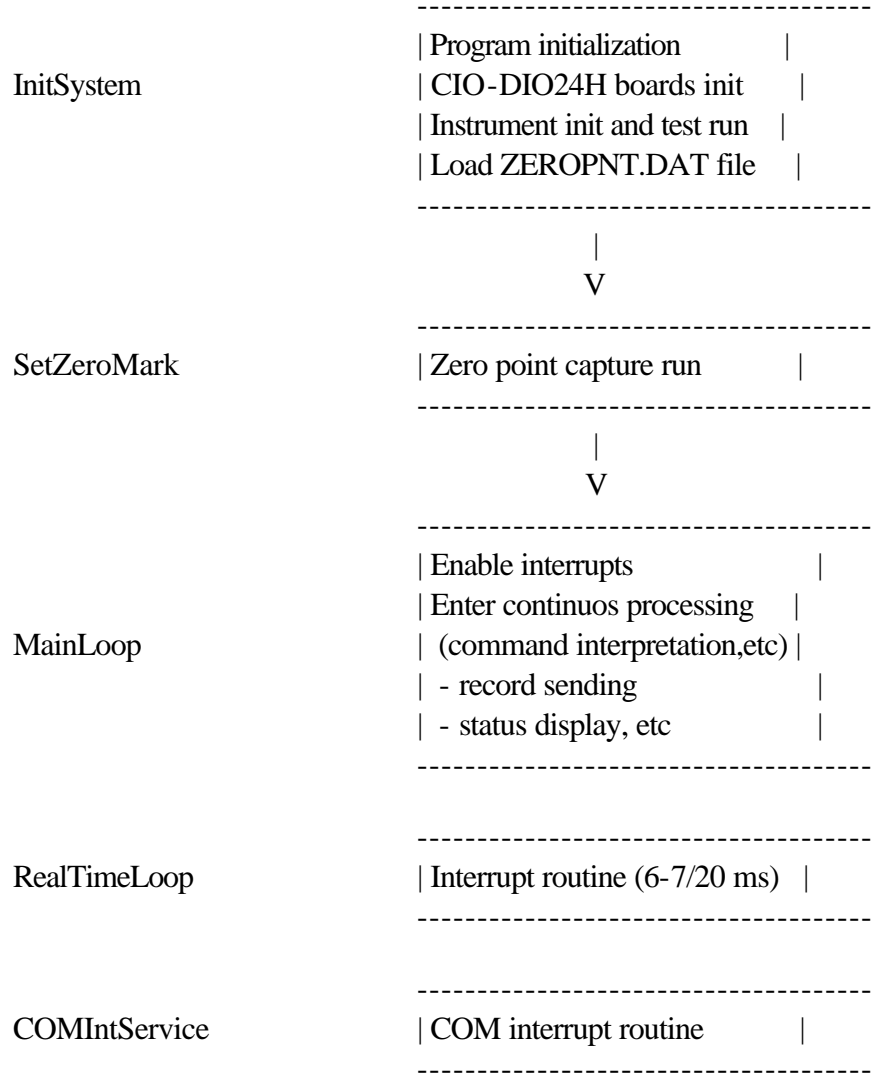 --------------------------------------
| Program initialization |
InitSystem | CIO-DIO24H boards init |
| Instrument init and test run |
| Load ZEROPNT.DAT file |
--------------------------------------
|
V
--------------------------------------
SetZeroMark | Zero point capture run |
--------------------------------------
|
V
--------------------------------------
| Enable interrupts |
| Enter continuos processing |
MainLoop | (command interpretation,etc) |
| - record sending |
| - status display, etc |
--------------------------------------
--------------------------------------
RealTimeLoop | Interrupt routine (6-7/20 ms) |
--------------------------------------
--------------------------------------
COMIntService | COM interrupt routine |
--------------------------------------